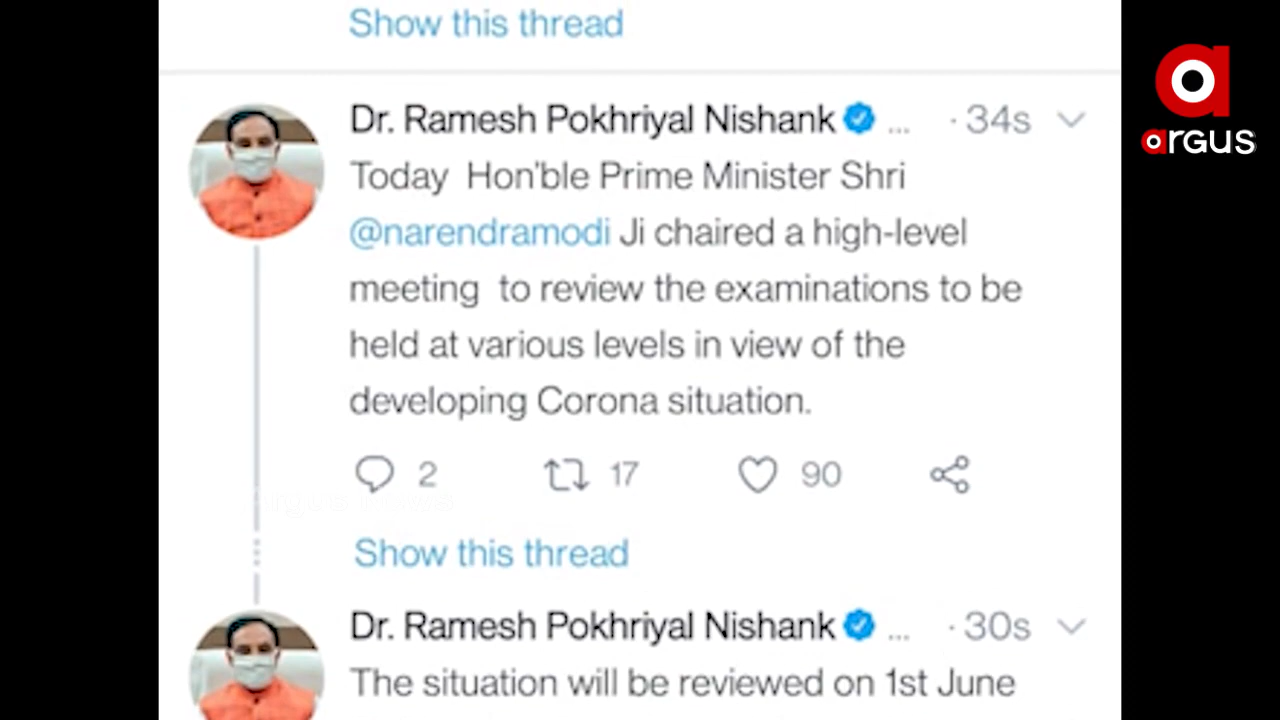 Show this thread
Dr. Ramesh Pokhriyal Nishank ... · 34s
Today Hon'ble Prime Minister Shri
@narendramodi Ji chaired a high-level
meeting to review the examinations to be
held at various levels in view of the
developing Corona situation.
2 17 90
Show this thread
Dr. Ramesh Pokhriyal Nishank ... · 30s
The situation will be reviewed on 1st June
argus
argus News